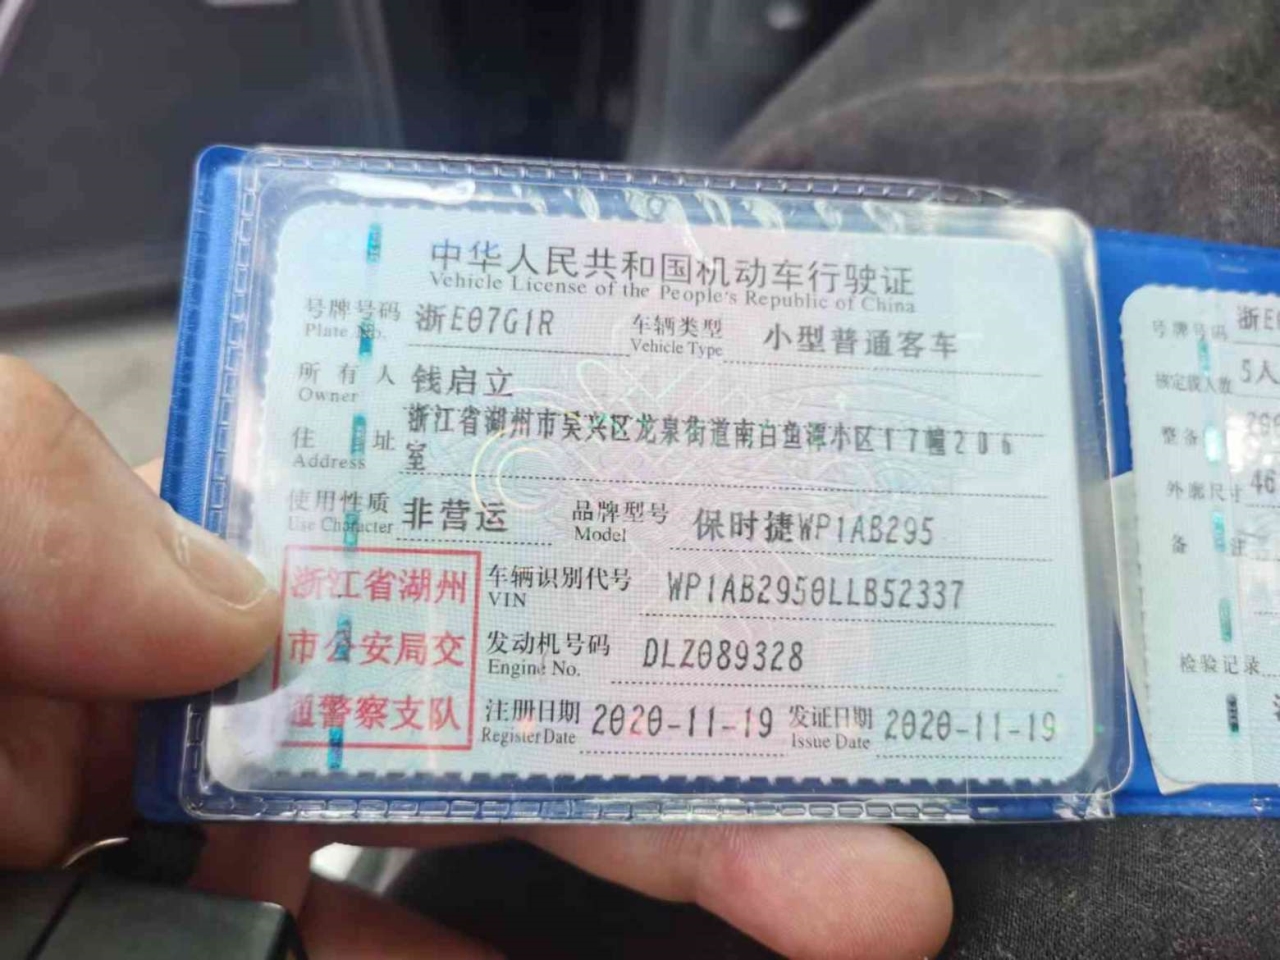 中华人民共和国机动车行驶证
Vehicle License of the People's Republic of China
号牌号码 浙E07G1R 车辆类型 小型普通客车
Plate No. Vehicle Type
所有人 钱启立
Owner
住址 浙江省湖州市吴兴区龙泉街道南白鱼潭小区17幢206
Address 室
使用性质 非营运 品牌型号 保时捷WP1AB295
Use Character Model
浙江省湖州
市公安局交
通警察支队
车辆识别代号 WP1AB2950LLB52337
VIN
发动机号码 DLZ089328
Engine No.
注册日期 2020-11-19 发证日期 2020-11-19
Register Date Issue Date
号牌号码 浙E
核定载人数 5人
整备
外廓尺寸 46
备注
检验记录